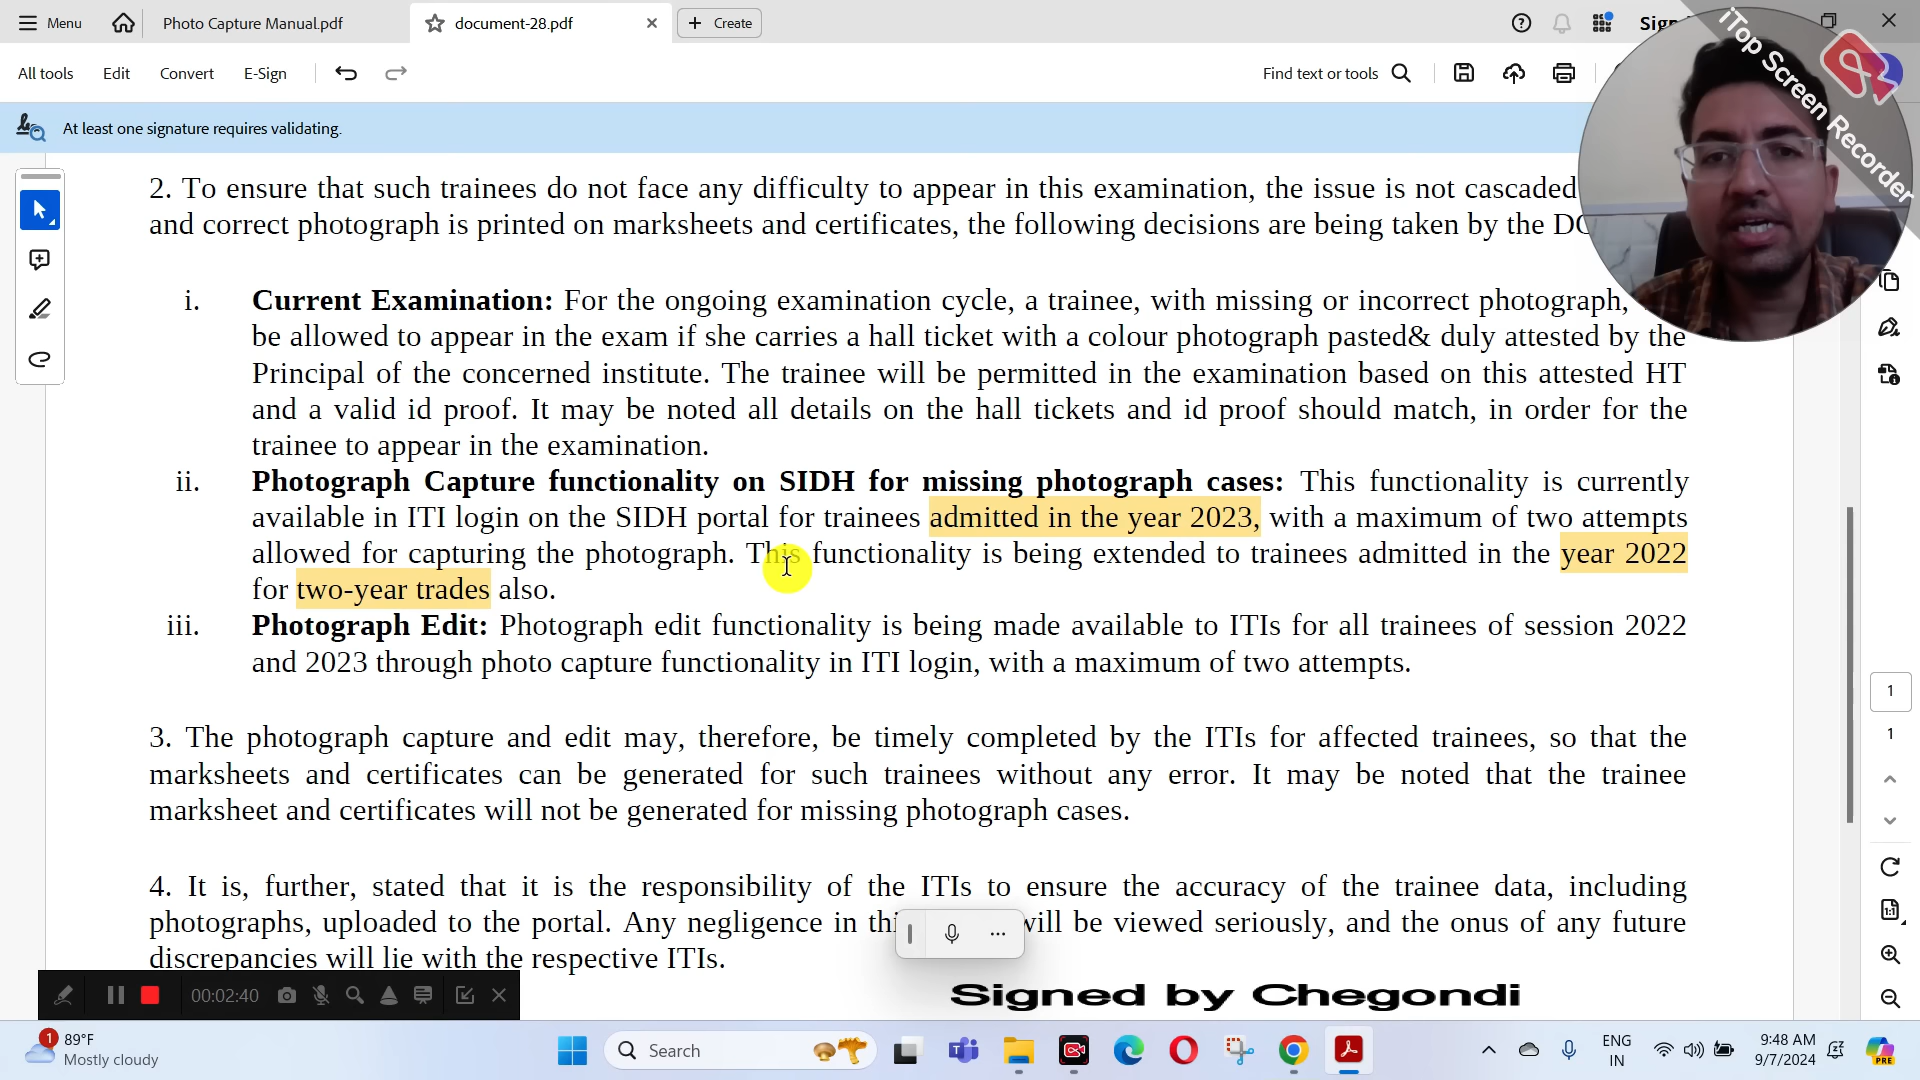 Menu
Photo Capture Manual.pdf
document-28.pdf
Create
All tools
Edit
Convert
E-Sign
Find text or tools
iTop Screen Recorder
At least one signature requires validating.
2. To ensure that such trainees do not face any difficulty to appear in this examination, the issue is not cascaded
and correct photograph is printed on marksheets and certificates, the following decisions are being taken by the
i. Current Examination: For the ongoing examination cycle, a trainee, with missing or incorrect photograph,
be allowed to appear in the exam if she carries a hall ticket with a colour photograph pasted& duly attested by the
Principal of the concerned institute. The trainee will be permitted in the examination based on this attested HT
and a valid id proof. It may be noted all details on the hall tickets and id proof should match, in order for the
trainee to appear in the examination.
ii. Photograph Capture functionality on SIDH for missing photograph cases: This functionality is currently
available in ITI login on the SIDH portal for trainees admitted in the year 2023, with a maximum of two attempts
allowed for capturing the photograph. This functionality is being extended to trainees admitted in the year 2022
for two-year trades also.
iii. Photograph Edit: Photograph edit functionality is being made available to ITIs for all trainees of session 2022
and 2023 through photo capture functionality in ITI login, with a maximum of two attempts.
3. The photograph capture and edit may, therefore, be timely completed by the ITIs for affected trainees, so that the
marksheets and certificates can be generated for such trainees without any error. It may be noted that the trainee
marksheet and certificates will not be generated for missing photograph cases.
4. It is, further, stated that it is the responsibility of the ITIs to ensure the accuracy of the trainee data, including
photographs, uploaded to the portal. Any negligence in will be viewed seriously, and the onus of any future
discrepancies will lie with the respective ITIs.
Signed by Chegondi
1
1
1:1
00:02:40
1
89°F
Mostly cloudy
Search
ENG
IN
9:48 AM
9/7/2024
PRE